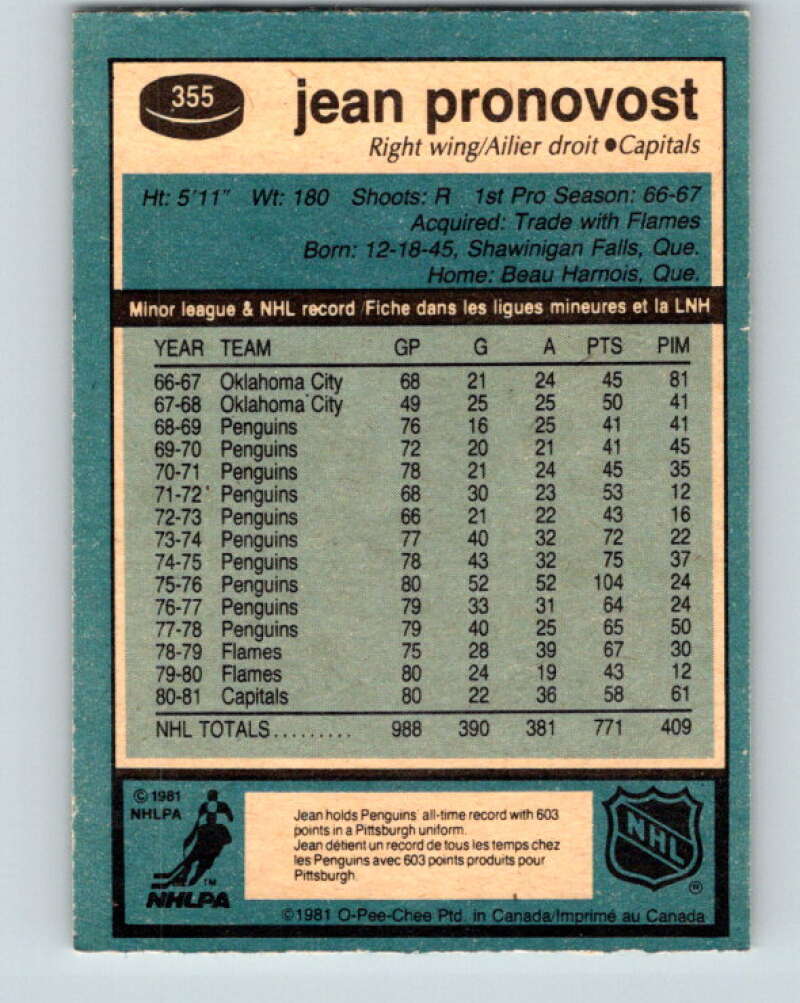 355
jean pronovost
Right wing/Ailier droit ●Capitals
Ht: 5'11" Wt: 180 Shoots: R 1st Pro Season: 66-67
Acquired: Trade with Flames
Born: 12-18-45, Shawinigan Falls, Que.
Home: Beau Harnois, Que.
Minor league & NHL record /Fiche dans les ligues mineures et la LNH
YEAR TEAM GP G A PTS PIM
66-67 Oklahoma City 68 21 24 45 81
67-68 Oklahoma City 49 25 25 50 41
68-69 Penguins 76 16 25 41 41
69-70 Penguins 72 20 21 41 45
70-71 Penguins 78 21 24 45 35
71-72 Penguins 68 30 23 53 12
72-73 Penguins 66 21 22 43 16
73-74 Penguins 77 40 32 72 22
74-75 Penguins 78 43 32 75 37
75-76 Penguins 80 52 52 104 24
76-77 Penguins 79 33 31 64 24
77-78 Penguins 79 40 25 65 50
78-79 Flames 75 28 39 67 30
79-80 Flames 80 24 19 43 12
80-81 Capitals 80 22 36 58 61
NHL TOTALS......... 988 390 381 771 409
© 1981
NHLPA
TM
NHLPA
Jean holds Penguins' all-time record with 603
points in a Pittsburgh uniform.
Jean détient un record de tous les temps chez
les Penguins avec 603 points produits pour
Pittsburgh.
NHL
®
©1981 O-Pee-Chee Ptd. in Canada/Imprimé au Canada